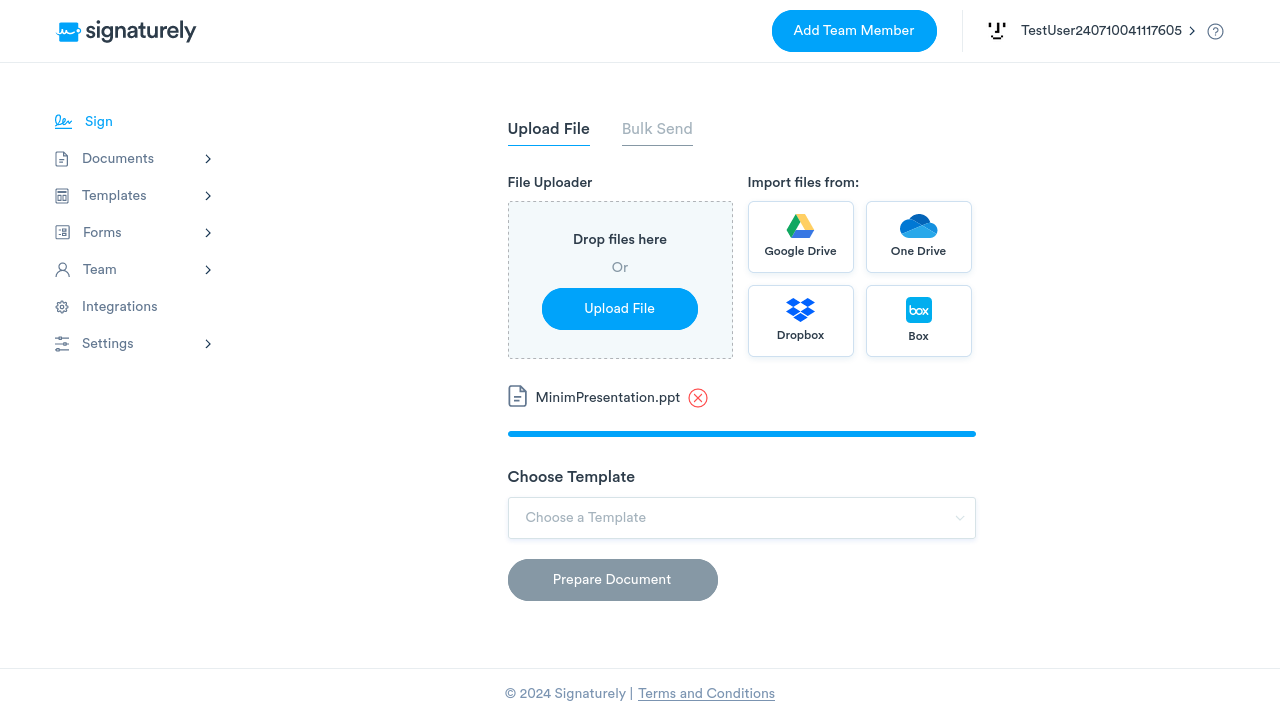 signaturely
Add Team Member
TestUser240710041117605
Sign
Documents
Templates
Forms
Team
Integrations
Settings
Upload File
Bulk Send
File Uploader
Drop files here
Or
Upload File
Import files from:
Google Drive
One Drive
Dropbox
box
Box
MinimPresentation.ppt
Choose Template
Choose a Template
Prepare Document
© 2024 Signaturely | Terms and Conditions